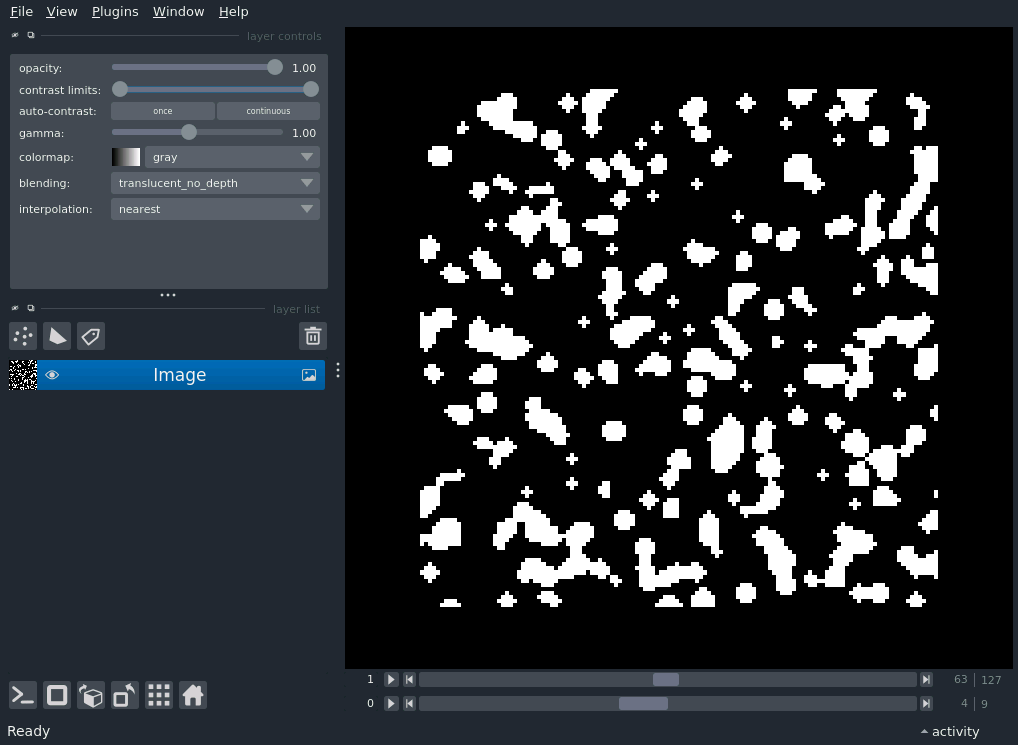 File View Plugins Window Help
layer controls
opacity: 1.00
contrast limits:
auto-contrast: once continuous
gamma: 1.00
colormap: gray
blending: translucent_no_depth
interpolation: nearest
layer list
Image
1 63 127
0 4 9
Ready activity